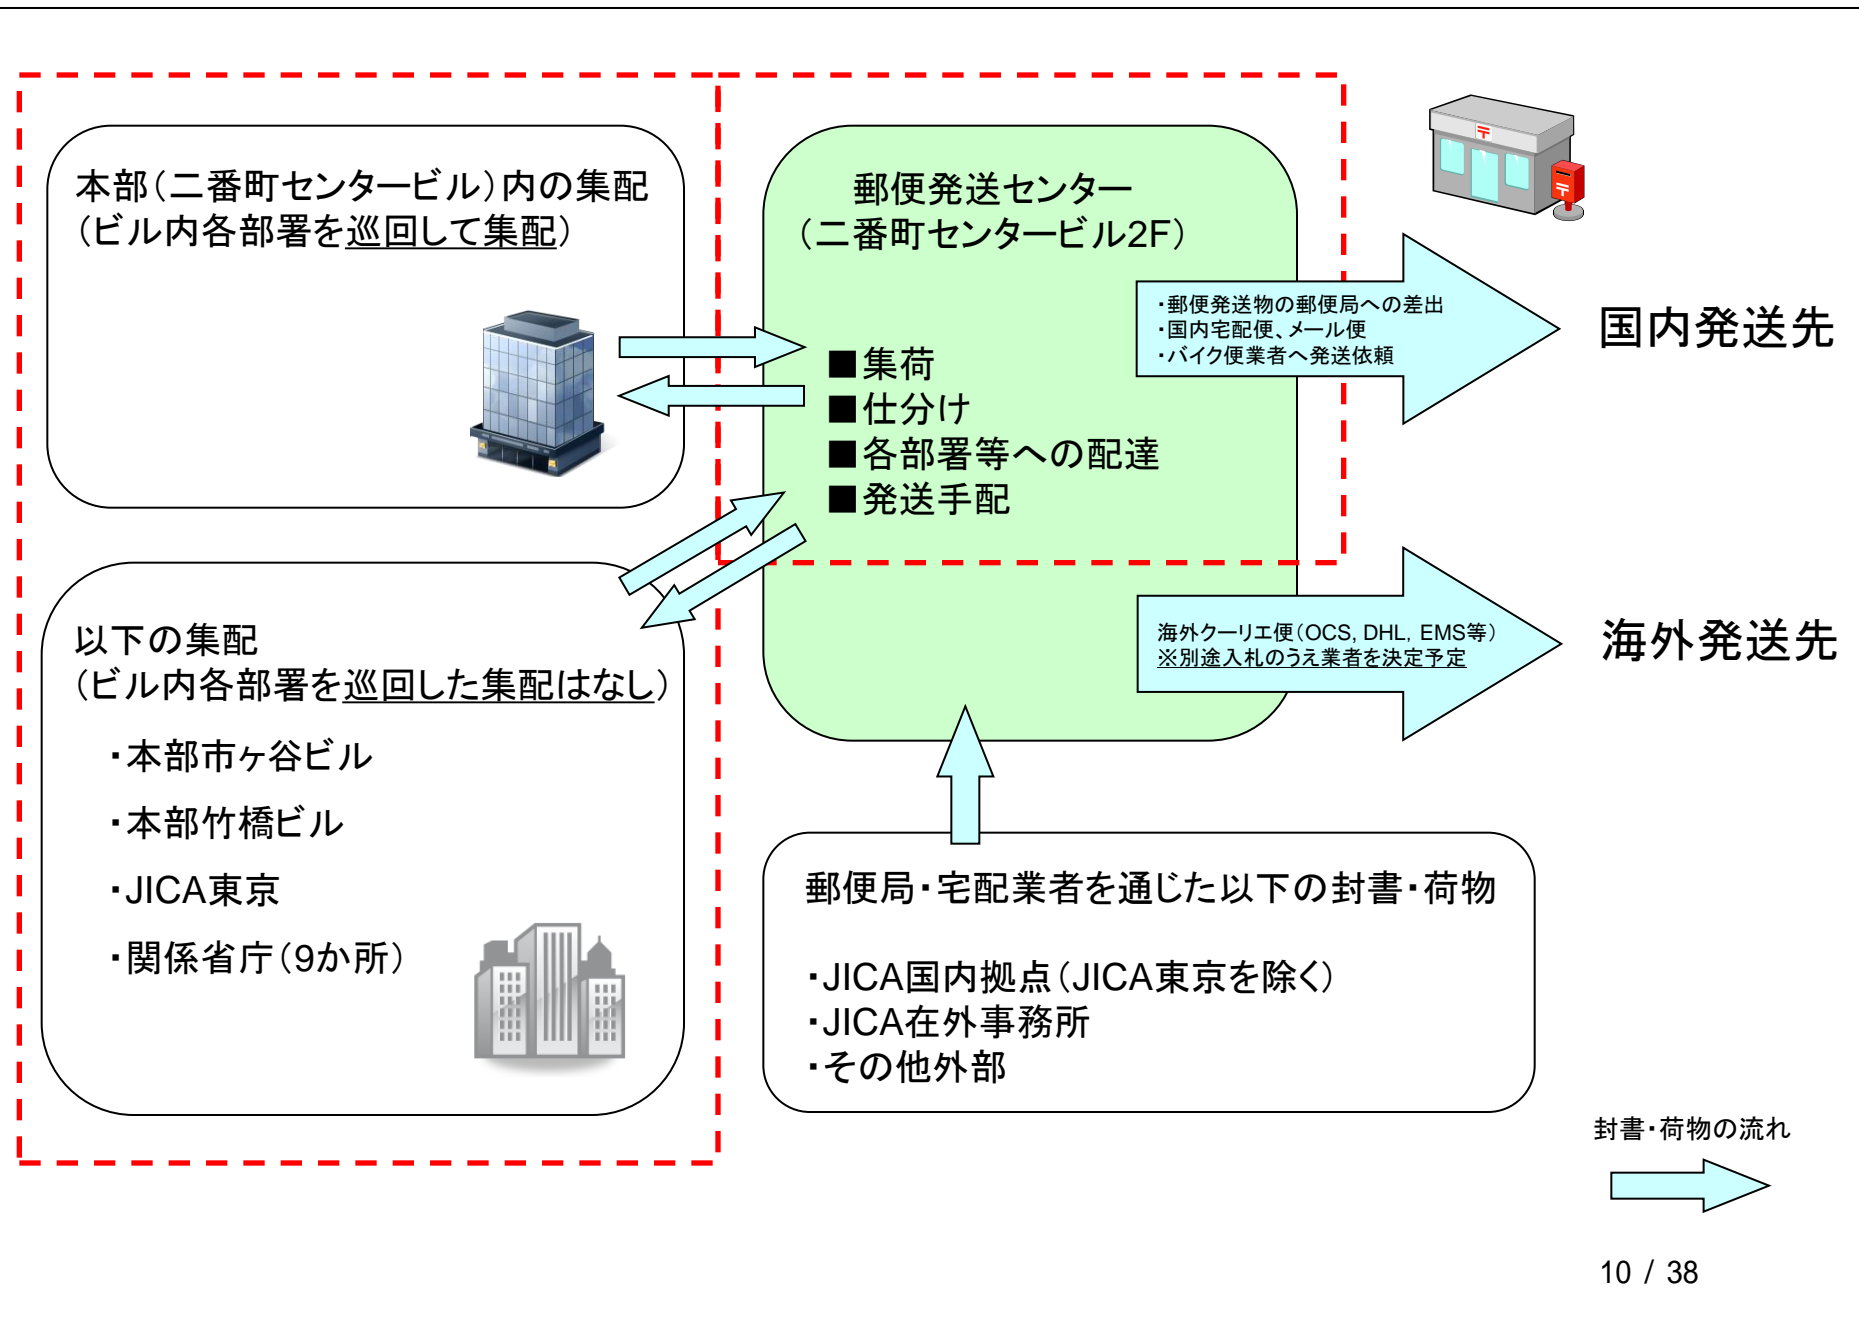 本部（二番町センタービル）内の集配
（ビル内各部署を巡回して集配）
郵便発送センター
（二番町センタービル2F）
■集荷
■仕分け
■各部署等への配達
■発送手配
・郵便発送物の郵便局への差出
・国内宅配便、メール便
・バイク便業者へ発送依頼
国内発送先
以下の集配
（ビル内各部署を巡回した集配はなし）
・本部市ヶ谷ビル
・本部竹橋ビル
・JICA東京
・関係省庁（9か所）
海外クーリエ便（OCS, DHL, EMS等）
※別途入札のうえ業者を決定予定
海外発送先
郵便局・宅配業者を通じた以下の封書・荷物
・JICA国内拠点（JICA東京を除く）
・JICA在外事務所
・その他外部
封書・荷物の流れ
10 / 38